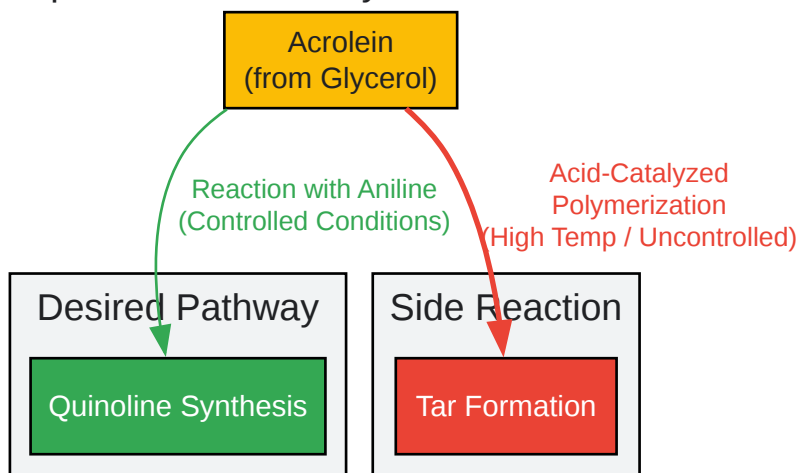 Acrolein
(from Glycerol)
Reaction with Aniline
(Controlled Conditions)
Acid-Catalyzed
Polymerization
(High Temp / Uncontrolled)
Desired Pathway
Side Reaction
Quinoline Synthesis
Tar Formation